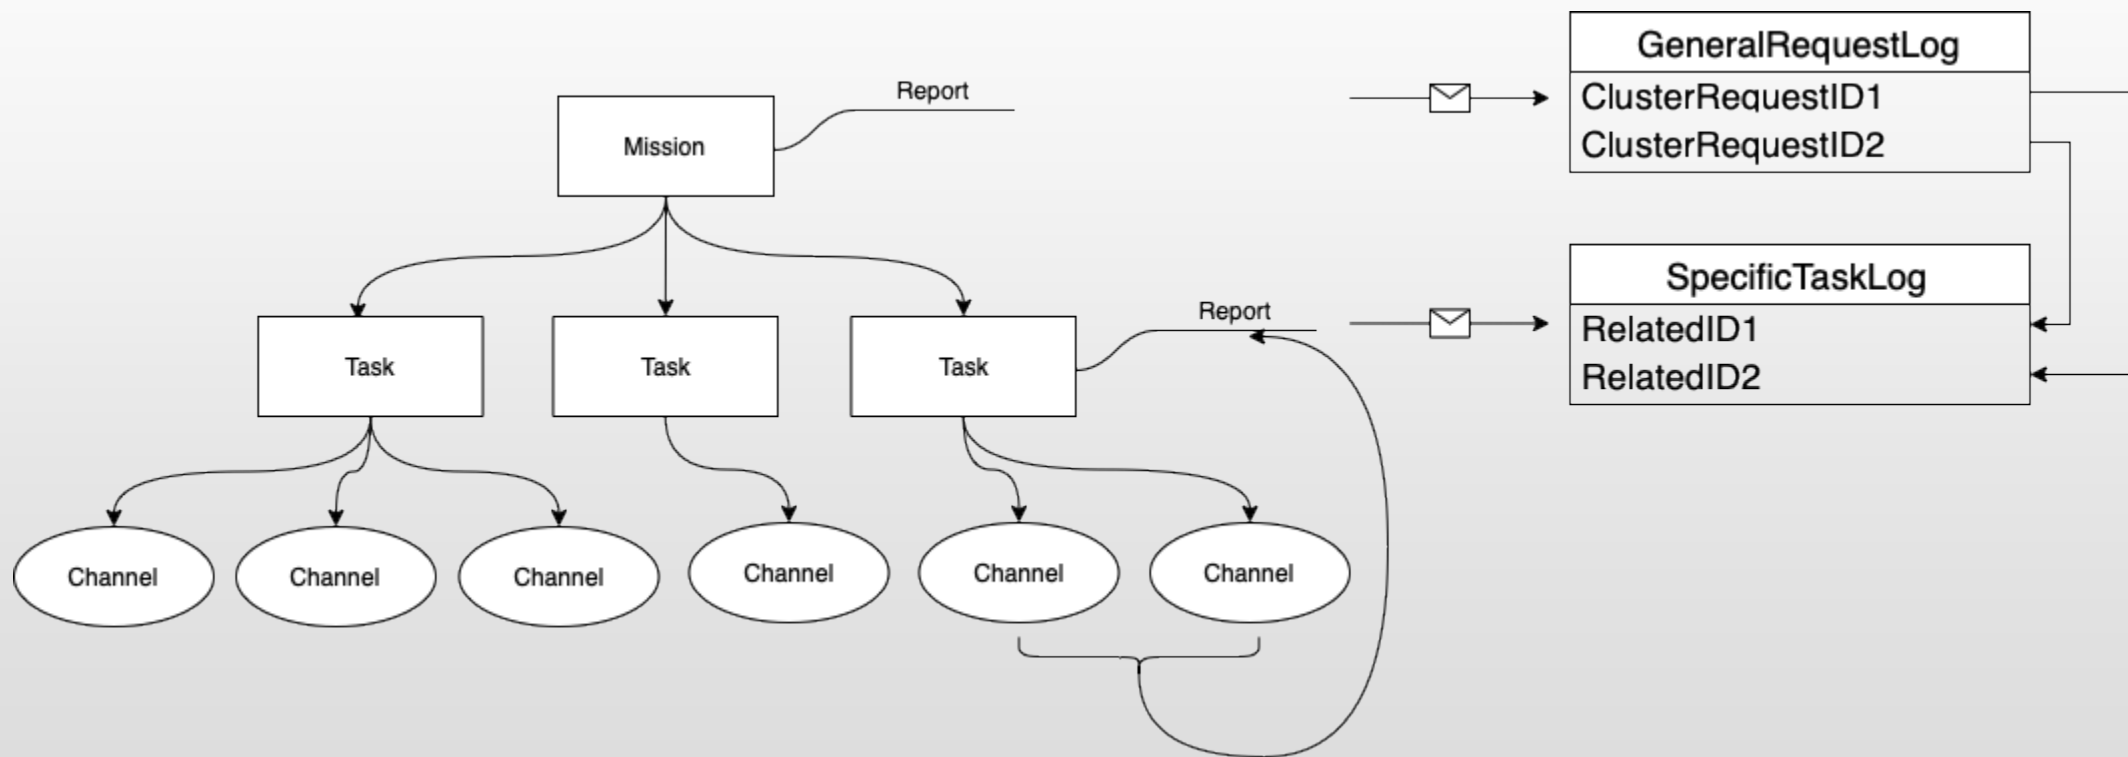 GeneralRequestLog
Report
ClusterRequestID1
Mission
ClusterRequestID2
SpecificTaskLog
Report
RelatedID1
Task
Task
Task
RelatedID2
Channel
Channel
Channel
Channel
Channel
Channel